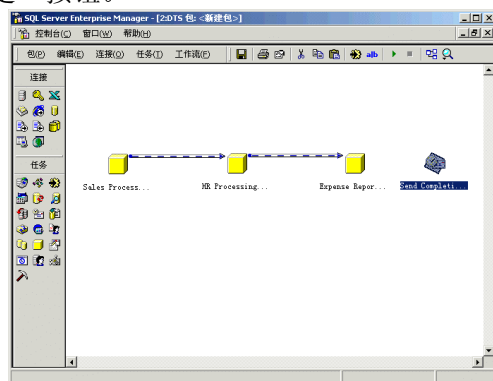 SQL Server Enterprise Manager - [2:DTS 包: <新建包>]
控制台(C) 窗口(W) 帮助(H)
包(P) 编辑(E) 连接(O) 任务(T) 工作流(F)
连接
任务
Sales Process...
HR Processing...
Expense Repor...
Send Completi...